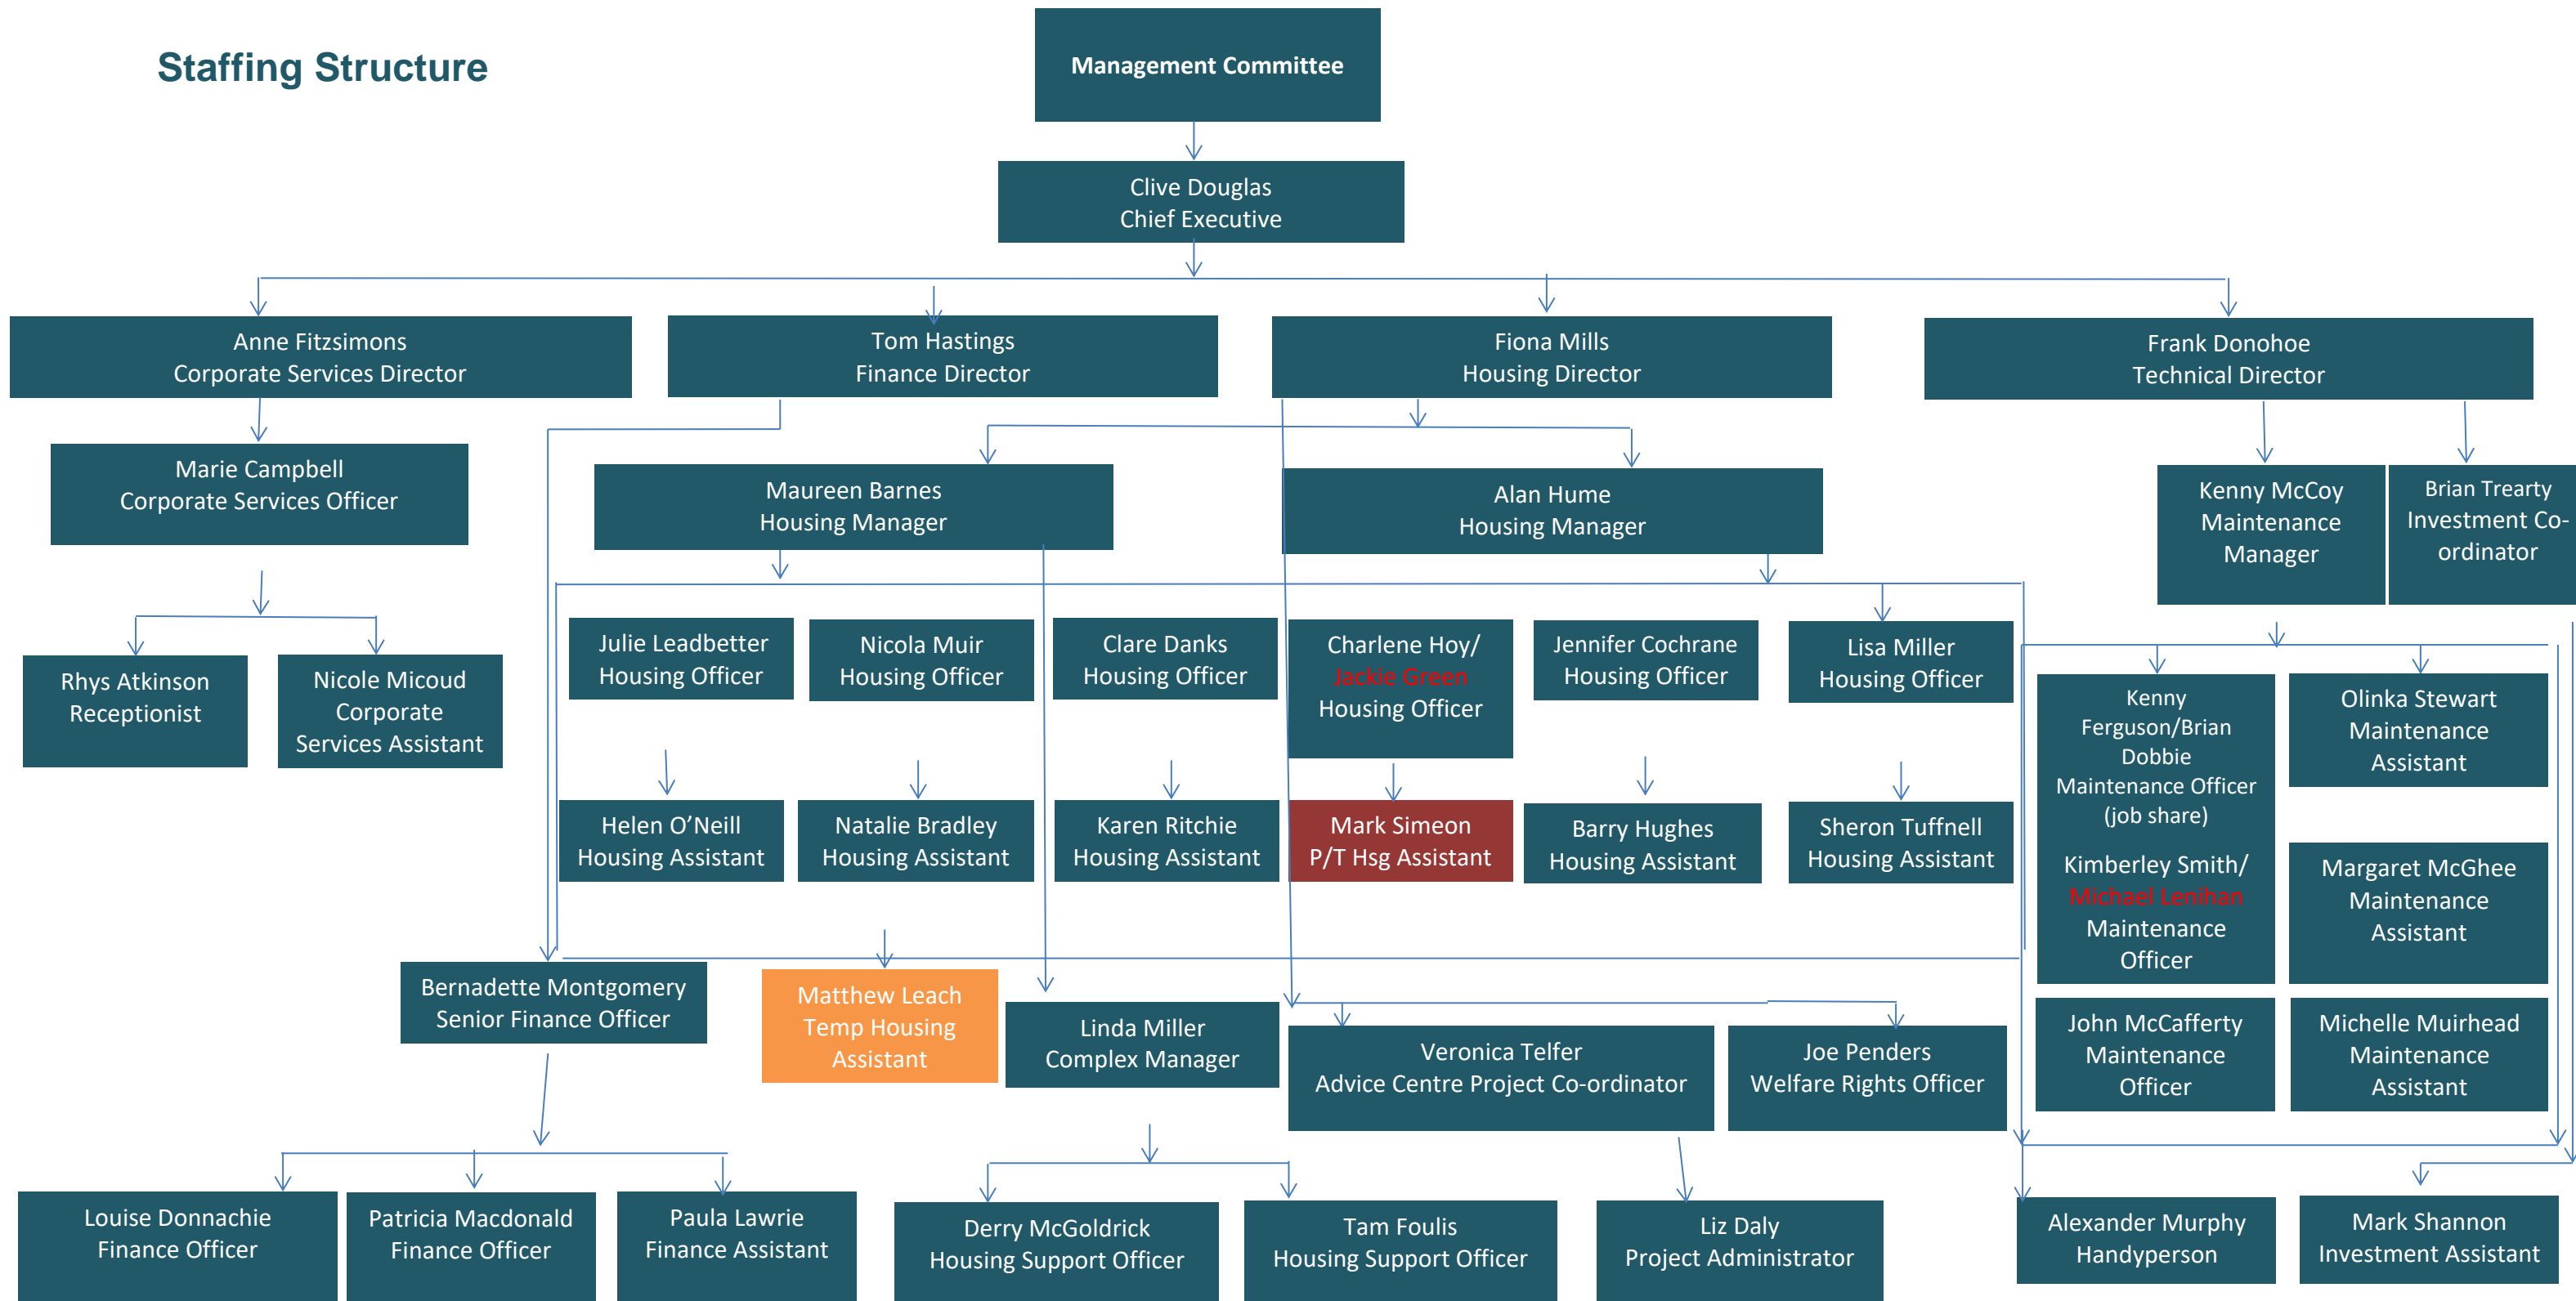 Staffing Structure
Management Committee
Clive Douglas
Chief Executive
Anne Fitzsimons
Corporate Services Director
Tom Hastings
Finance Director
Fiona Mills
Housing Director
Frank Donohoe
Technical Director
Marie Campbell
Corporate Services Officer
Maureen Barnes
Housing Manager
Alan Hume
Housing Manager
Kenny McCoy
Maintenance
Manager
Brian Trearty
Investment Co-
ordinator
Rhys Atkinson
Receptionist
Nicole Micoud
Corporate
Services Assistant
Julie Leadbetter
Housing Officer
Nicola Muir
Housing Officer
Clare Danks
Housing Officer
Charlene Hoy/
Jackie Green
Housing Officer
Jennifer Cochrane
Housing Officer
Lisa Miller
Housing Officer
Kenny
Ferguson/Brian
Dobbie
Maintenance Officer
(job share)
Kimberley Smith/
Michael Lenihan
Maintenance
Officer
Olinka Stewart
Maintenance
Assistant
Helen O’Neill
Housing Assistant
Natalie Bradley
Housing Assistant
Karen Ritchie
Housing Assistant
Mark Simeon
P/T Hsg Assistant
Barry Hughes
Housing Assistant
Sheron Tuffnell
Housing Assistant
Margaret McGhee
Maintenance
Assistant
Bernadette Montgomery
Senior Finance Officer
Matthew Leach
Temp Housing
Assistant
Linda Miller
Complex Manager
Veronica Telfer
Advice Centre Project Co-ordinator
Joe Penders
Welfare Rights Officer
John McCafferty
Maintenance
Officer
Michelle Muirhead
Maintenance
Assistant
Louise Donnachie
Finance Officer
Patricia Macdonald
Finance Officer
Paula Lawrie
Finance Assistant
Derry McGoldrick
Housing Support Officer
Tam Foulis
Housing Support Officer
Liz Daly
Project Administrator
Alexander Murphy
Handyperson
Mark Shannon
Investment Assistant